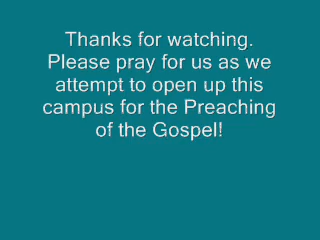 Thanks for watching.
Please pray for us as we
attempt to open up this
campus for the Preaching
of the Gospel!